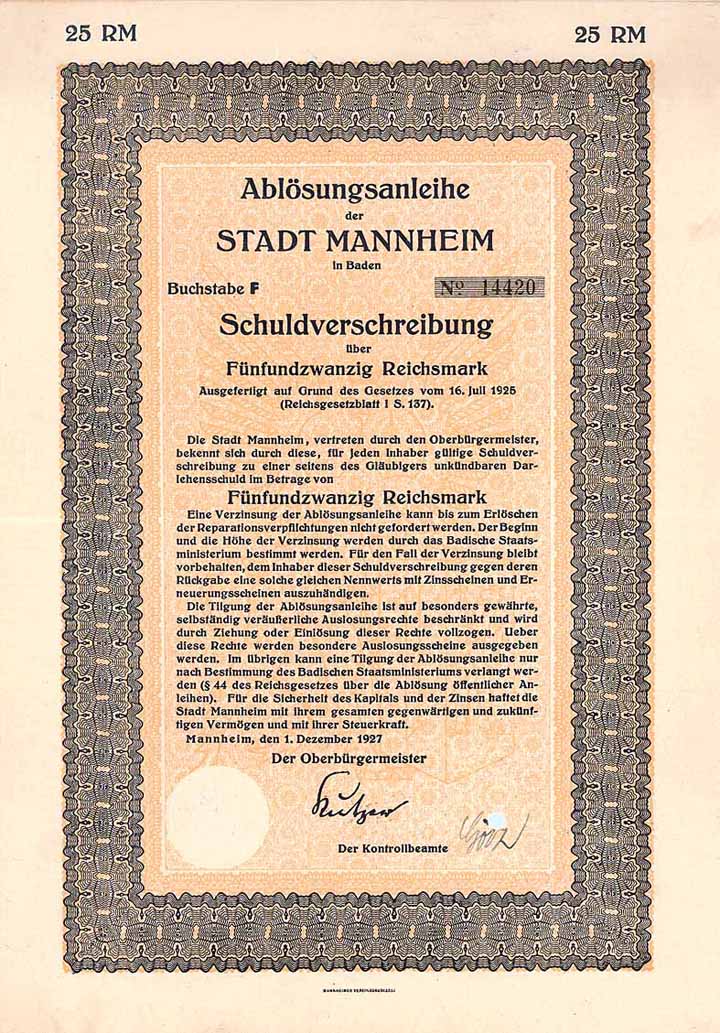 25 RM 25 RM
Ablösungsanleihe
der
STADT MANNHEIM
in Baden
Buchstabe F Nº 14420
Schuldverschreibung
über
Fünfundzwanzig Reichsmark
Ausgefertigt auf Grund des Gesetzes vom 16. Juli 1925
(Reichsgesetzblatt I S. 137).
Die Stadt Mannheim, vertreten durch den Oberbürgermeister,
bekennt sich durch diese, für jeden Inhaber gültige Schuldver-
schreibung zu einer seitens des Gläubigers unkündbaren Dar-
lehensschuld im Betrage von
Fünfundzwanzig Reichsmark
Eine Verzinsung der Ablösungsanleihe kann bis zum Erlöschen
der Reparationsverpflichtungen nicht gefordert werden. Der Beginn
und die Höhe der Verzinsung werden durch das Badische Staats-
ministerium bestimmt werden. Für den Fall der Verzinsung bleibt
vorbehalten, dem Inhaber dieser Schuldverschreibung gegen deren
Rückgabe eine solche gleichen Nennwerts mit Zinsscheinen und Er-
neuerungsscheinen auszuhändigen.
Die Tilgung der Ablösungsanleihe ist auf besonders gewährte,
selbständig veräußerliche Auslosungsrechte beschränkt und wird
durch Ziehung oder Einlösung dieser Rechte vollzogen. Ueber
diese Rechte werden besondere Auslosungsscheine ausgegeben
werden. Im übrigen kann eine Tilgung der Ablösungsanleihe nur
nach Bestimmung des Badischen Staatsministeriums verlangt wer-
den (§ 44 des Reichsgesetzes über die Ablösung öffentlicher An-
leihen). Für die Sicherheit des Kapitals und der Zinsen haftet die
Stadt Mannheim mit ihrem gesamten gegenwärtigen und zukünf-
tigen Vermögen und mit ihrer Steuerkraft.
Mannheim, den 1. Dezember 1927
Der Oberbürgermeister
Kutzer
Der Kontrollbeamte